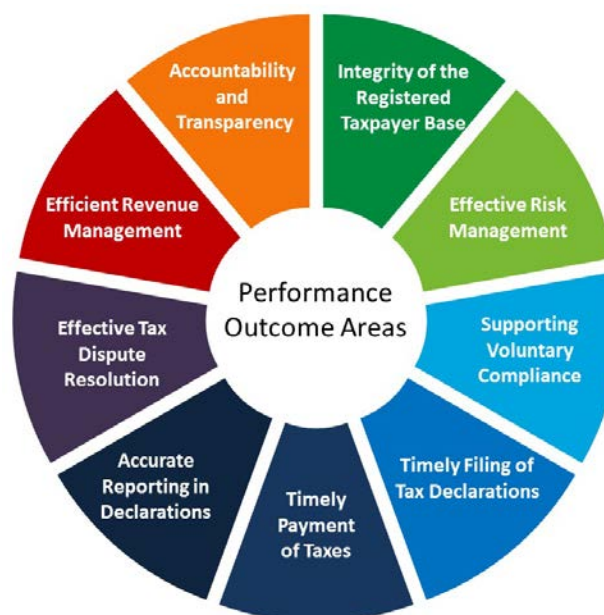 Performance
Outcome Areas
Integrity of the
Registered
Taxpayer Base
Effective Risk
Management
Supporting
Voluntary
Compliance
Timely Filing of
Tax Declarations
Timely
Payment
of Taxes
Accurate
Reporting in
Declarations
Effective Tax
Dispute
Resolution
Efficient Revenue
Management
Accountability
and
Transparency